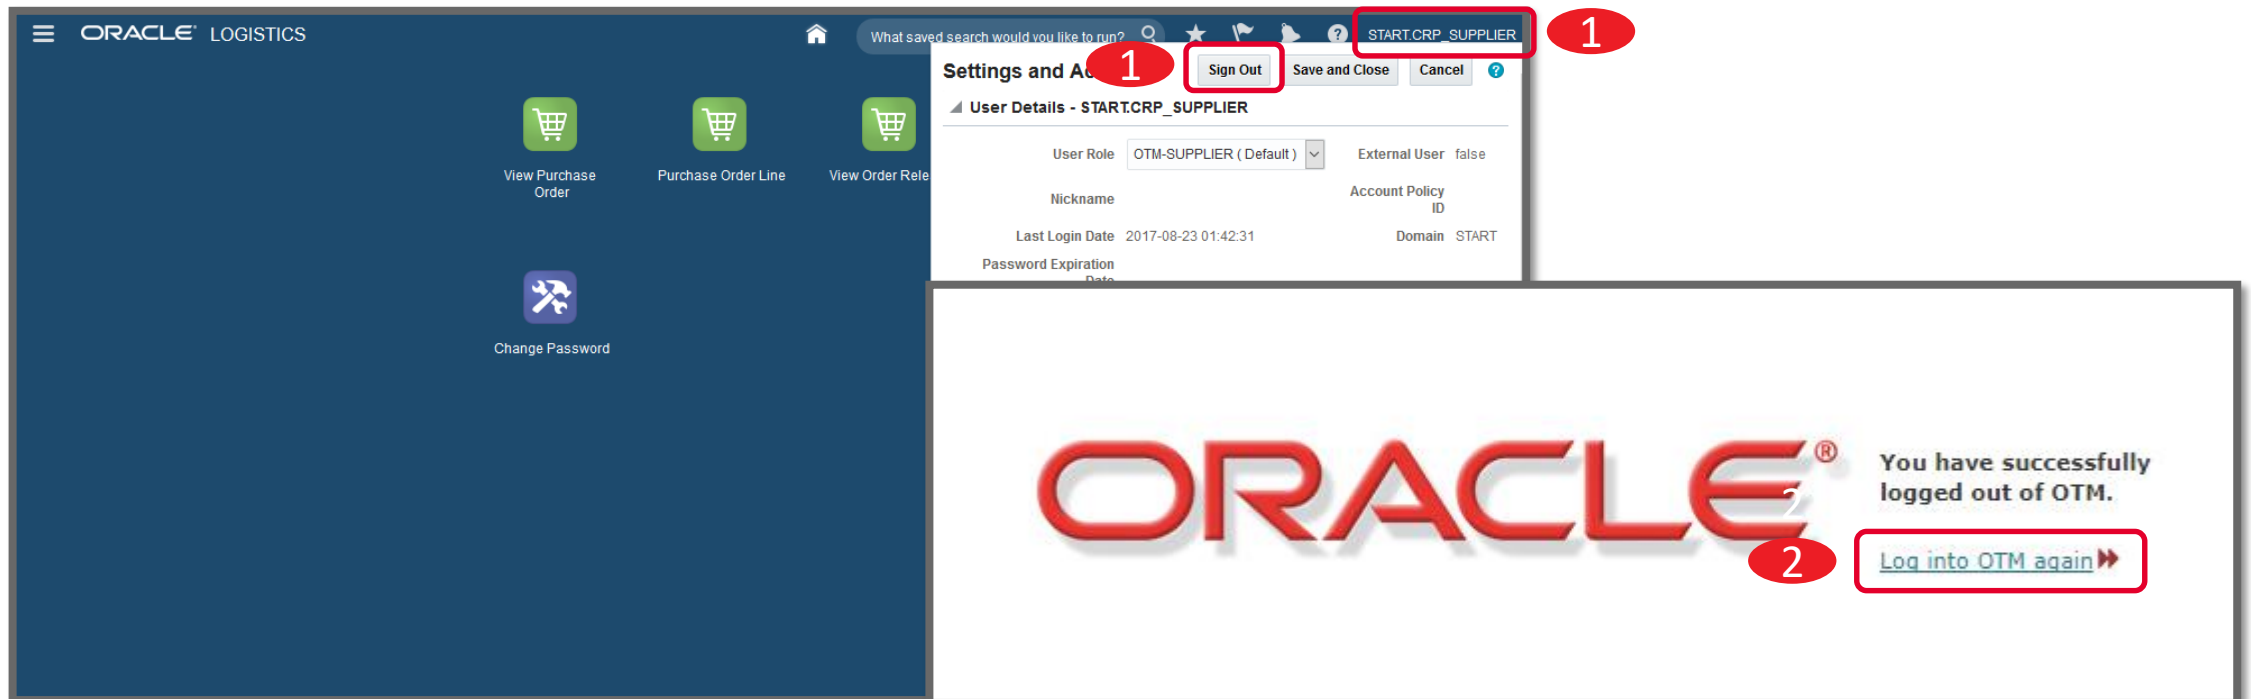 ORACLE® LOGISTICS
What saved search would you like to run?
START.CRP_SUPPLIER
1
Settings and A
1
Sign Out
Save and Close
Cancel
User Details - START.CRP_SUPPLIER
User Role OTM-SUPPLIER ( Default ) External User false
Nickname
Account Policy
ID
Last Login Date 2017-08-23 01:42:31 Domain START
Password Expiration
Date
View Purchase
Order
Purchase Order Line
View Order Rele
Change Password
ORACLE®
2
You have successfully
logged out of OTM.
2
Log into OTM again